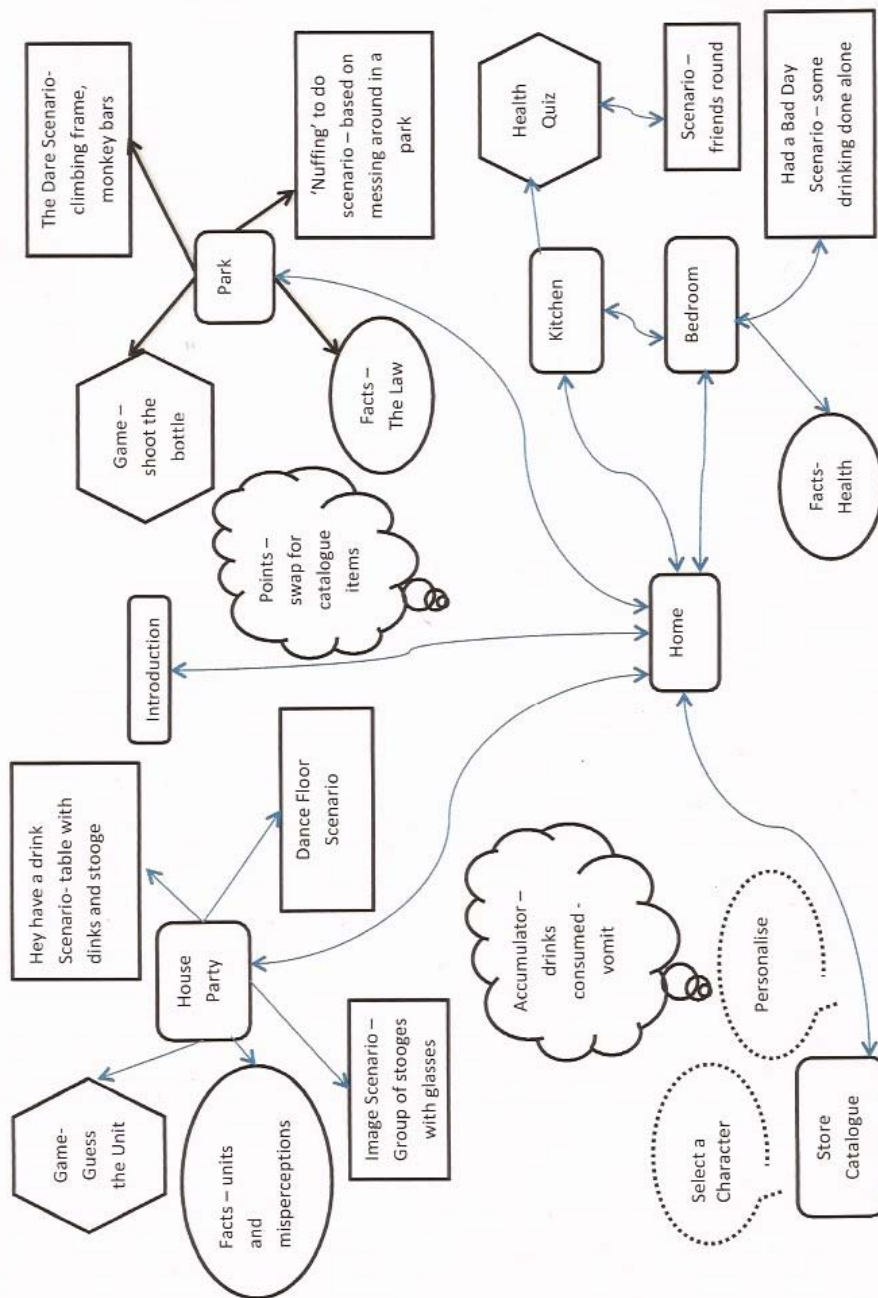 Hey have a drink
Scenario- table with
dinks and stooge
Game-
Guess
the Unit
House
Party
Facts – units
and
misperceptions
Dance Floor
Scenario
Image Scenario –
Group of stooges
with glasses
Introduction
The Dare Scenario-
climbing frame,
monkey bars
Game –
shoot the
bottle
Park
'Nuffing' to do
scenario – based on
messing around in a
park
Facts –
The Law
Points –
swap for
catalogue
items
Accumulator –
drinks
consumed -
vomit
Home
Kitchen
Health
Quiz
Scenario –
friends round
Bedroom
Had a Bad Day
Scenario – some
drinking done alone
Facts-
Health
Select a
Character
Personalise
Store
Catalogue